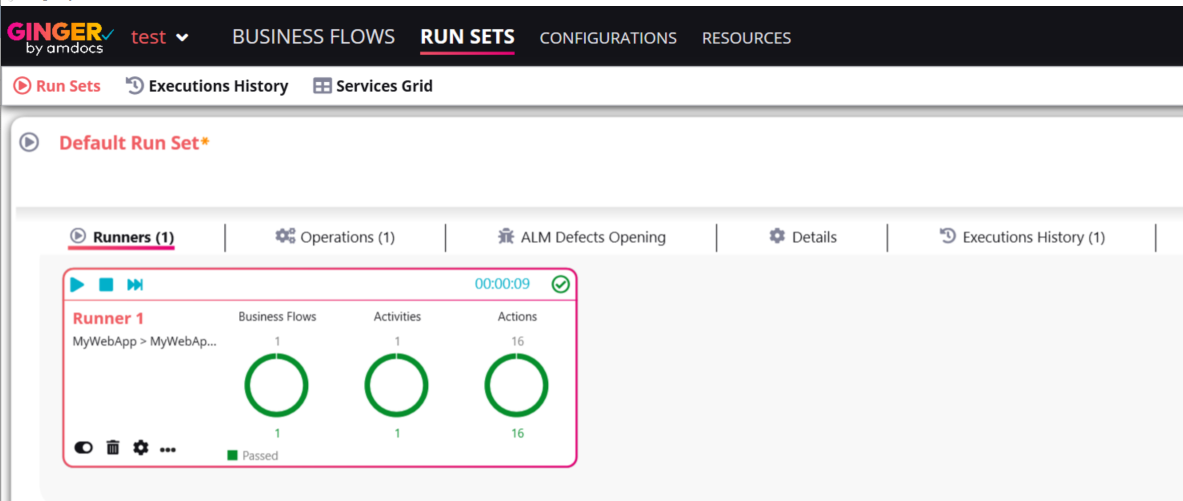 GINGER
by amdocs
test
BUSINESS FLOWS
RUN SETS
CONFIGURATIONS
RESOURCES
Run Sets
Executions History
Services Grid
Default Run Set*
Runners (1)
Operations (1)
ALM Defects Opening
Details
Executions History (1)
00:00:09
Runner 1
MyWebApp > MyWebAp...
Business Flows
Activities
Actions
1
1
16
1
1
16
Passed